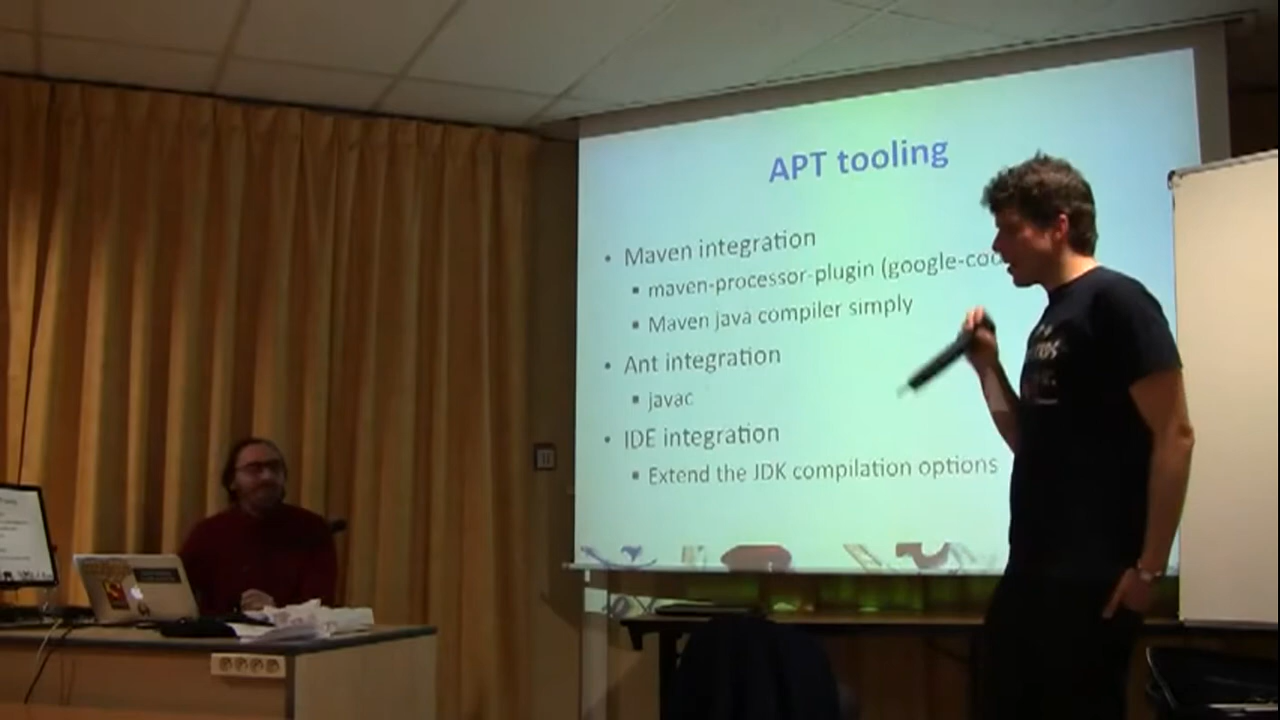 APT tooling
• Maven integration
▪ maven-processor-plugin (google-co
▪ Maven java compiler simply
• Ant integration
▪ javac
• IDE integration
▪ Extend the JDK compilation options